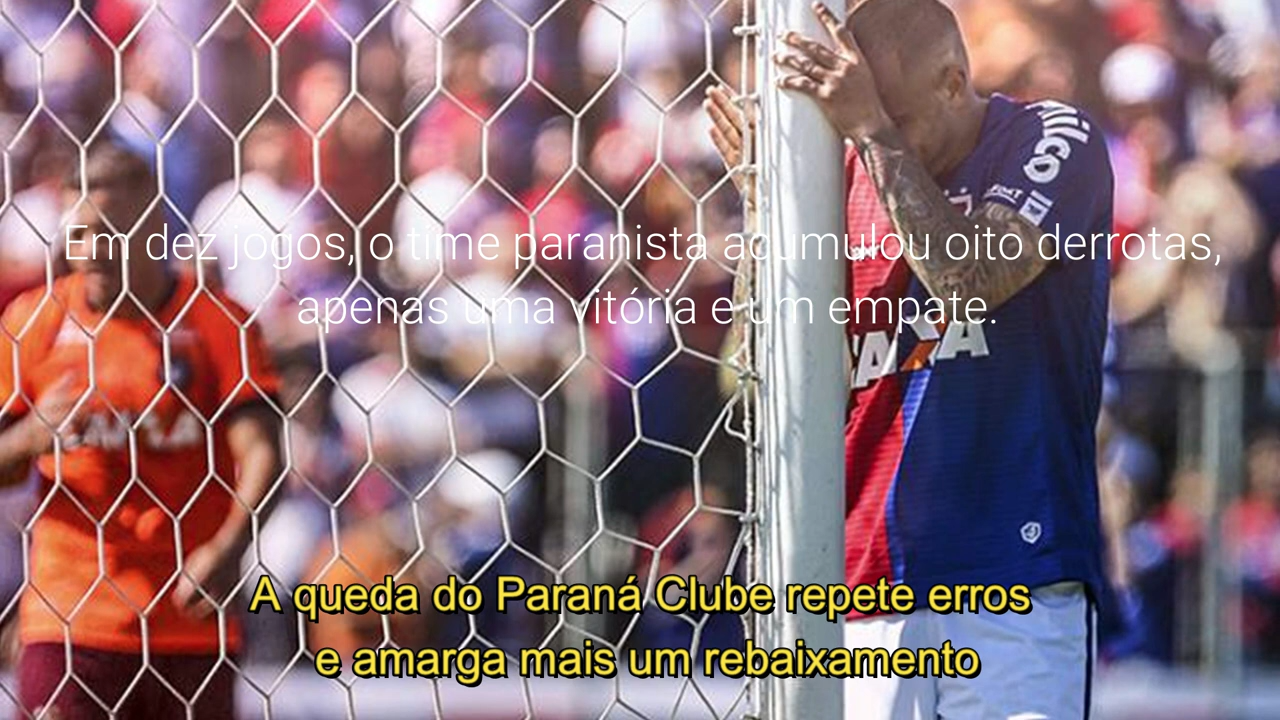 Em dez jogos, o time paranista acumulou oito derrotas,
apenas uma vitória e um empate.
CAIXA
A queda do Paraná Clube repete erros
e amarga mais um rebaixamento